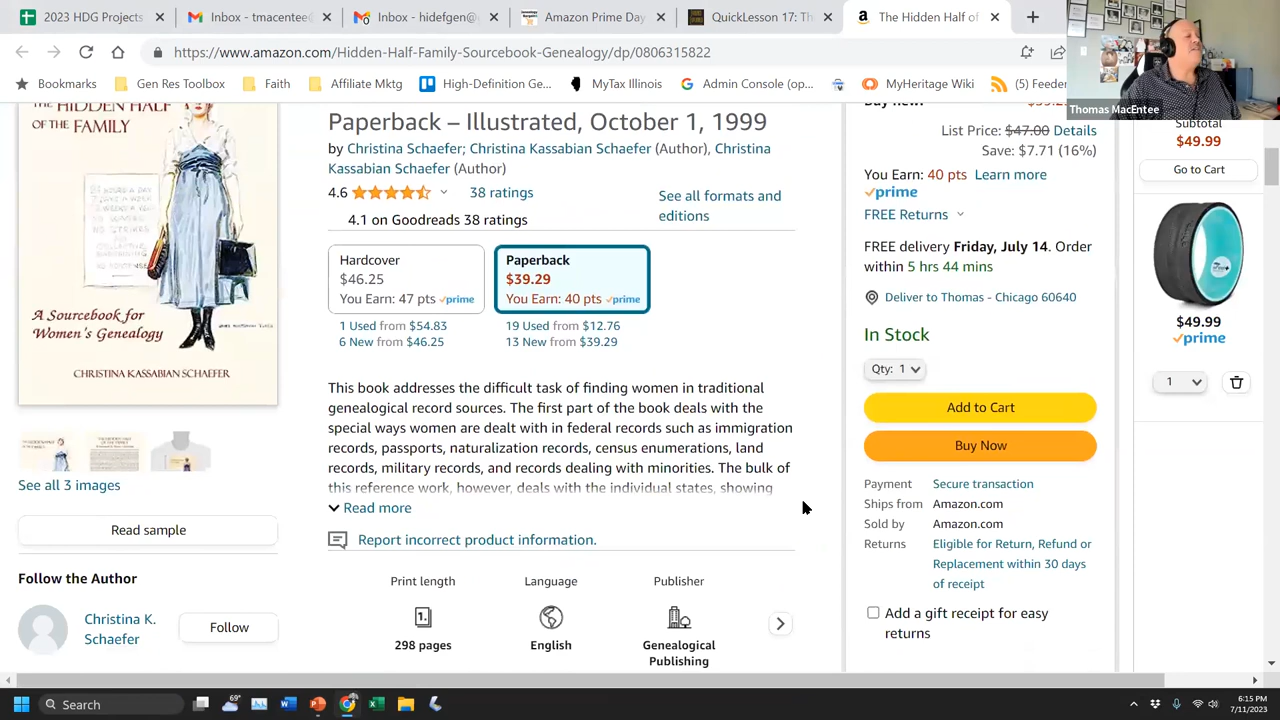 2023 HDG Projects
Inbox - tmacentee@
Inbox - hidefgen@
Amazon Prime Day
QuickLesson 17: Th
The Hidden Half of
https://www.amazon.com/Hidden-Half-Family-Sourcebook-Genealogy/dp/0806315822
Bookmarks
Gen Res Toolbox
Faith
Affiliate Mktg
High-Definition Ge...
MyTax Illinois
Admin Console (op...
MyHeritage Wiki
(5) Feeder
Thomas MacEntee
THE HIDDEN HALF
OF THE FAMILY
A Sourcebook for
Women's Genealogy
CHRISTINA KASSABIAN SCHAEFER
See all 3 images
Read sample
Follow the Author
Christina K.
Schaefer
Follow
Paperback – Illustrated, October 1, 1999
by Christina Schaefer; Christina Kassabian Schaefer (Author), Christina
Kassabian Schaefer (Author)
4.6
38 ratings
4.1 on Goodreads 38 ratings
See all formats and
editions
Hardcover
$46.25
You Earn: 47 pts prime
1 Used from $54.83
6 New from $46.25
Paperback
$39.29
You Earn: 40 pts prime
19 Used from $12.76
13 New from $39.29
This book addresses the difficult task of finding women in traditional
genealogical record sources. The first part of the book deals with the
special ways women are dealt with in federal records such as immigration
records, passports, naturalization records, census enumerations, land
records, military records, and records dealing with minorities. The bulk of
this reference work, however, deals with the individual states, showing
Read more
Report incorrect product information.
Print length
298 pages
Language
English
Publisher
Genealogical
Publishing
Buy new:
List Price: $47.00 Details
Save: $7.71 (16%)
You Earn: 40 pts Learn more
prime
FREE Returns
FREE delivery Friday, July 14. Order
within 5 hrs 44 mins
Deliver to Thomas - Chicago 60640
In Stock
Qty: 1
Add to Cart
Buy Now
Payment Secure transaction
Ships from Amazon.com
Sold by Amazon.com
Returns Eligible for Return, Refund or
Replacement within 30 days
of receipt
Add a gift receipt for easy
returns
Subtotal
$49.99
Go to Cart
$49.99
prime
1
Search
69°
6:15 PM
7/11/2023